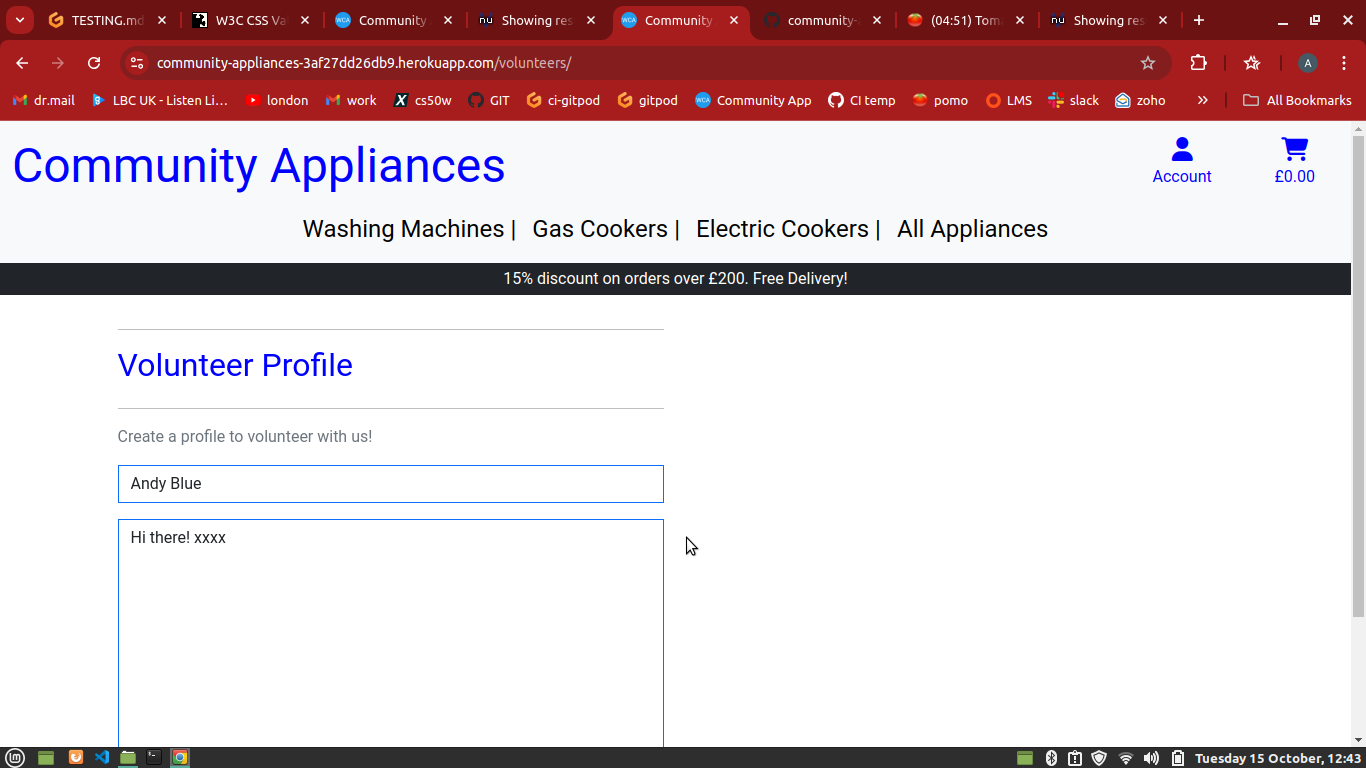 TESTING.md
W3C CSS Va
Community
Showing res
Community
community-
(04:51) Tom
Showing res
community-appliances-3af27dd26db9.herokuapp.com/volunteers/
A
dr.mail
LBC UK - Listen Li...
london
work
cs50w
GIT
ci-gitpod
gitpod
Community App
CI temp
pomo
LMS
slack
zoho
»
All Bookmarks
Community Appliances
Account
£0.00
Washing Machines | Gas Cookers | Electric Cookers | All Appliances
15% discount on orders over £200. Free Delivery!
Volunteer Profile
Create a profile to volunteer with us!
Andy Blue
Hi there! xxxx
Tuesday 15 October, 12:43